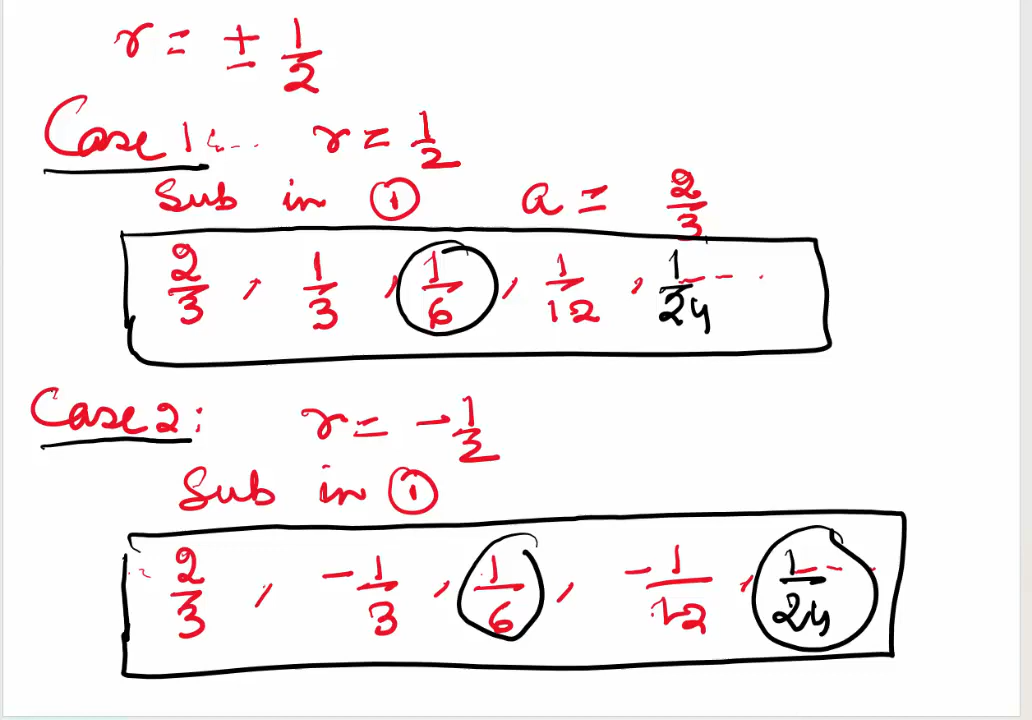 r = ± 1/2
Case 1: r = 1/2
Sub in ① a = 2/3
2/3 , 1/3 , 1/6 , 1/12 , 1/24 - - .
Case 2: r = -1/2
Sub in ①
2/3 , -1/3 , 1/6 , -1/12 , 1/24 - - -